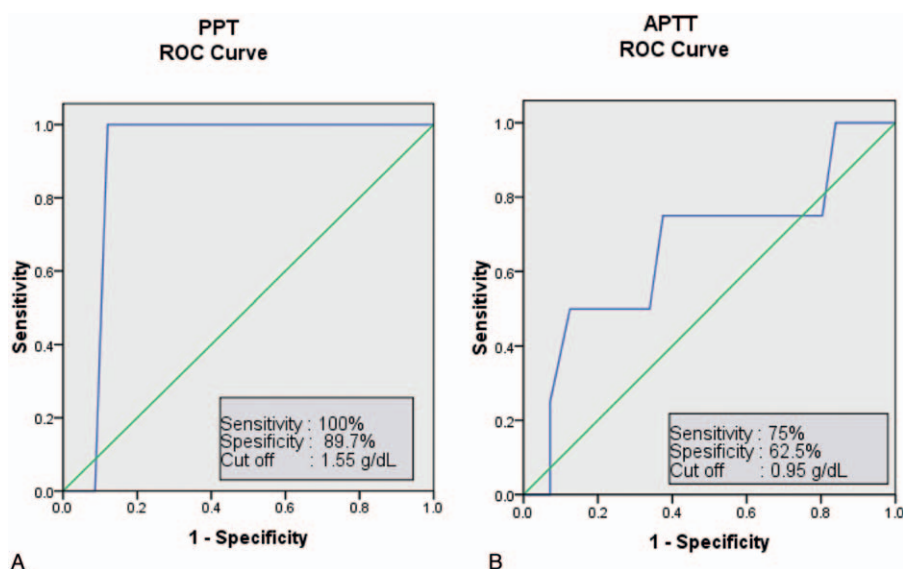 PPT
ROC Curve
1.0
0.8
0.6
0.4
0.2
0.0
Sensitivity
Sensitivity : 100%
Spesificity : 89.7%
Cut off : 1.55 g/dL
0.0 0.2 0.4 0.6 0.8 1.0
1 - Specificity
A
APTT
ROC Curve
1.0
0.8
0.6
0.4
0.2
0.0
Sensitivity
Sensitivity : 75%
Spesificity : 62.5%
Cut off : 0.95 g/dL
0.0 0.2 0.4 0.6 0.8 1.0
1 - Specificity
B